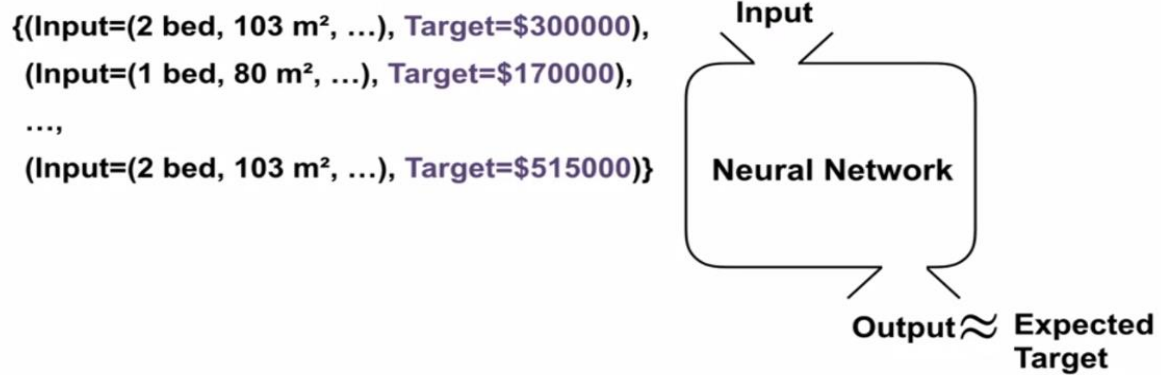 {(Input=(2 bed, 103 m², ...), Target=$300000),
(Input=(1 bed, 80 m², ...), Target=$170000),
...,
(Input=(2 bed, 103 m², ...), Target=$515000)}
Input
Neural Network
Output ≈ Expected
Target